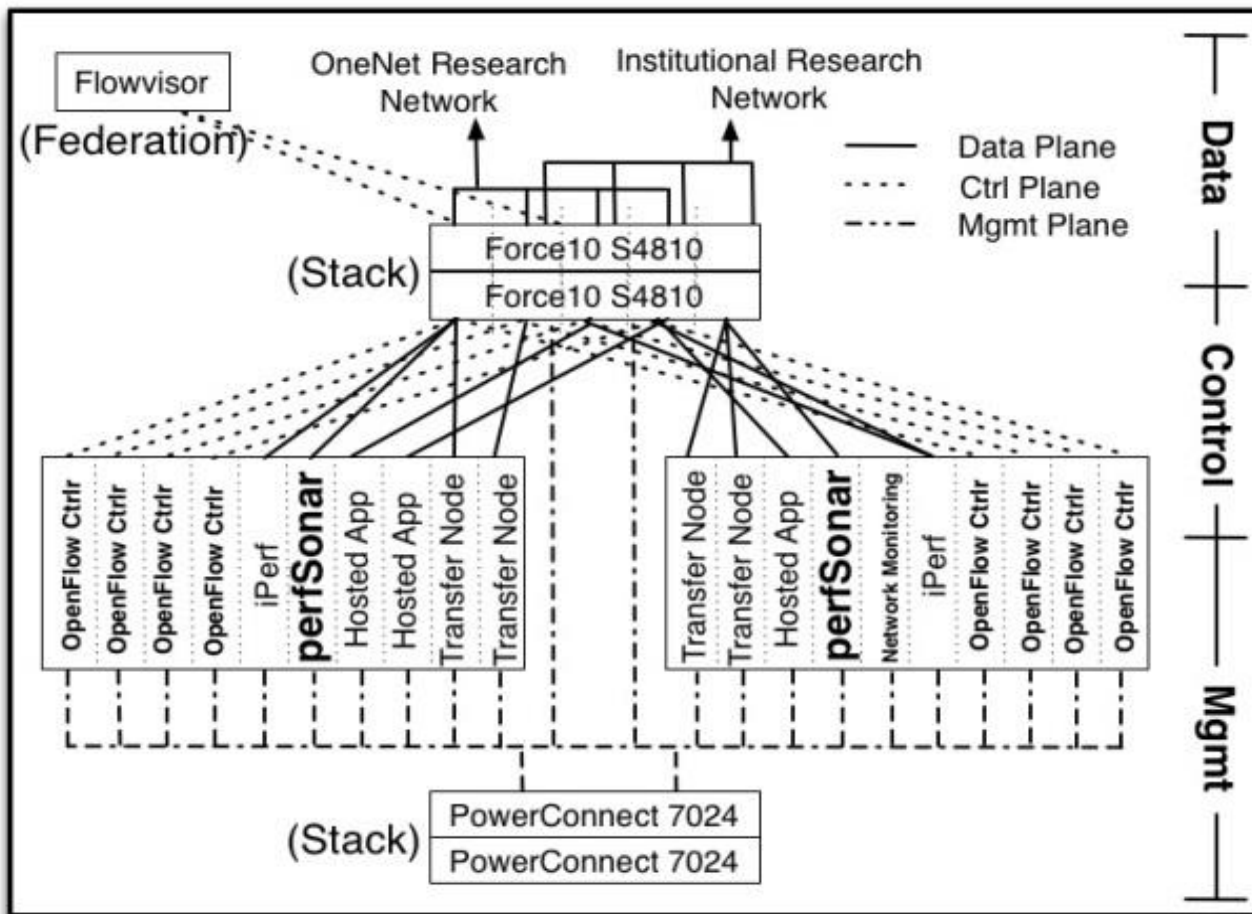 Flowvisor
(Federation)
OneNet Research
Network
Institutional Research
Network
Data Plane
Ctrl Plane
Mgmt Plane
(Stack)
Force10 S4810
Force10 S4810
OpenFlow Ctrlr
OpenFlow Ctrlr
OpenFlow Ctrlr
OpenFlow Ctrlr
iPerf
perfSonar
Hosted App
Hosted App
Transfer Node
Transfer Node
Transfer Node
Transfer Node
Hosted App
perfSonar
Network Monitoring
iPerf
OpenFlow Ctrlr
OpenFlow Ctrlr
OpenFlow Ctrlr
OpenFlow Ctrlr
(Stack)
PowerConnect 7024
PowerConnect 7024
Data
Control
Mgmt